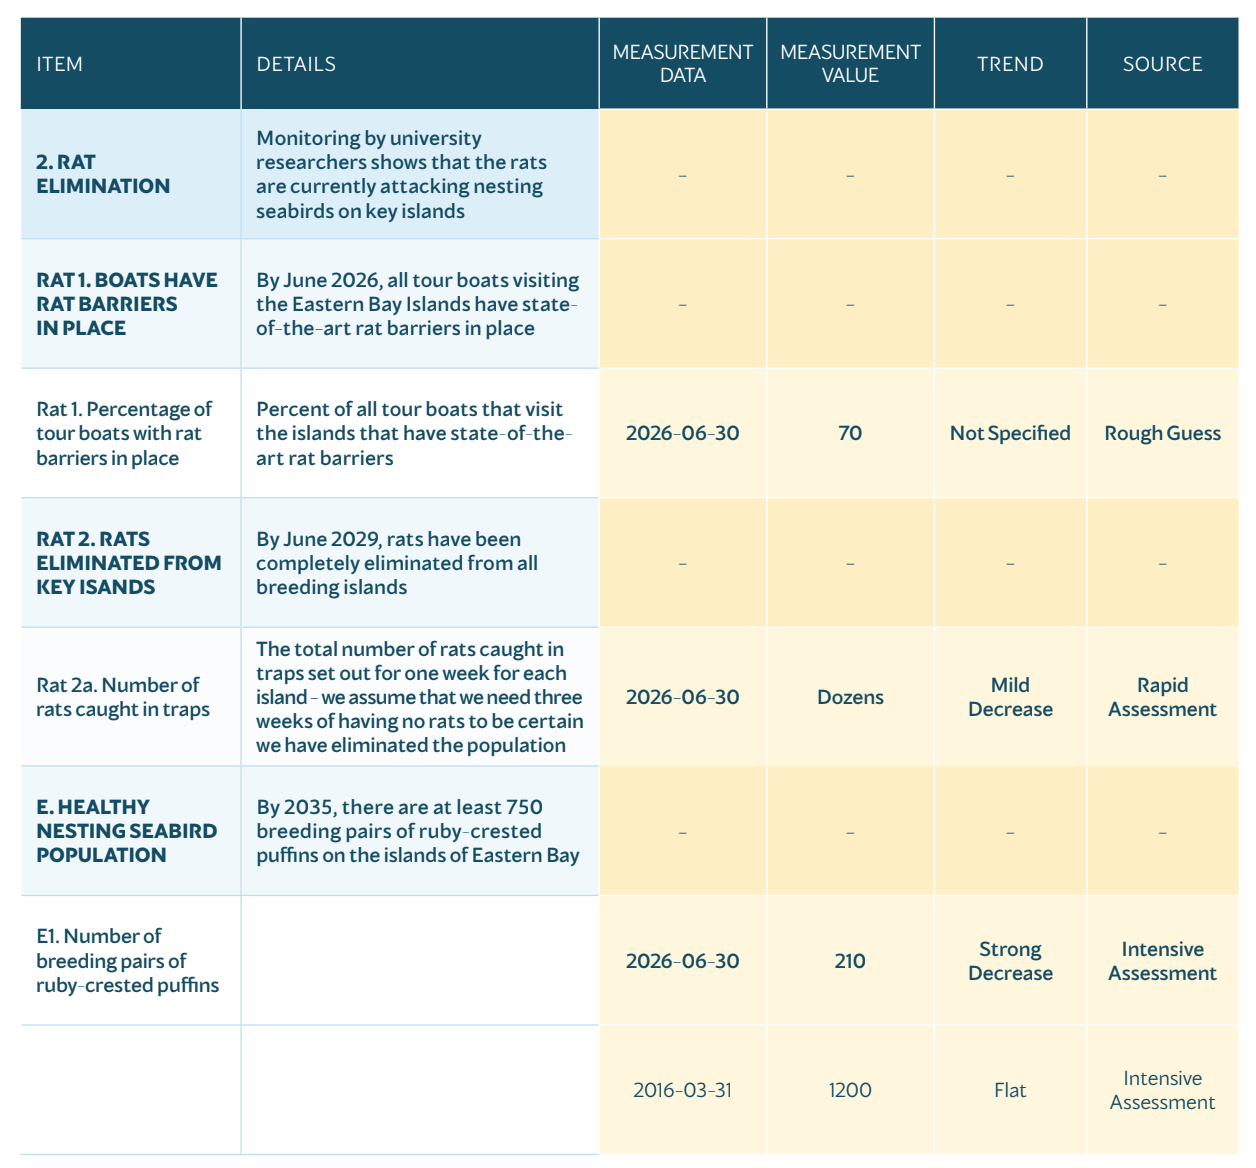 ITEM
DETAILS
MEASUREMENT
DATA
MEASUREMENT
VALUE
TREND
SOURCE
2. RAT
ELIMINATION
Monitoring by university
researchers shows that the rats
are currently attacking nesting
seabirds on key islands
–
–
–
–
RAT 1. BOATS HAVE
RAT BARRIERS
IN PLACE
By June 2026, all tour boats visiting
the Eastern Bay Islands have state-
of-the-art rat barriers in place
–
–
–
–
Rat 1. Percentage of
tour boats with rat
barriers in place
Percent of all tour boats that visit
the islands that have state-of-the-
art rat barriers
2026-06-30
70
Not Specified
Rough Guess
RAT 2. RATS
ELIMINATED FROM
KEY ISANDS
By June 2029, rats have been
completely eliminated from all
breeding islands
–
–
–
–
Rat 2a. Number of
rats caught in traps
The total number of rats caught in
traps set out for one week for each
island – we assume that we need three
weeks of having no rats to be certain
we have eliminated the population
2026-06-30
Dozens
Mild
Decrease
Rapid
Assessment
E. HEALTHY
NESTING SEABIRD
POPULATION
By 2035, there are at least 750
breeding pairs of ruby-crested
puffins on the islands of Eastern Bay
–
–
–
–
E1. Number of
breeding pairs of
ruby-crested puffins
2026-06-30
210
Strong
Decrease
Intensive
Assessment
2016-03-31
1200
Flat
Intensive
Assessment